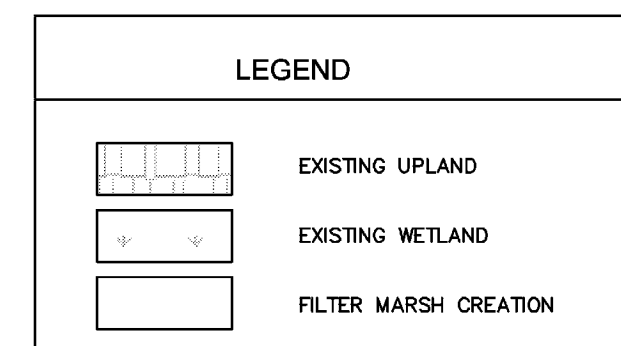 LEGEND
EXISTING UPLAND
EXISTING WETLAND
FILTER MARSH CREATION